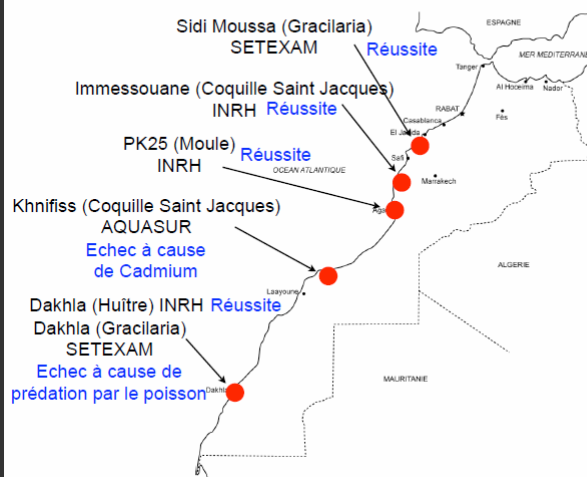 Sidi Moussa (Gracilaria)
SETEXAM
Réussite
Immessouane (Coquille Saint Jacques)
INRH Réussite
PK25 (Moule)
INRH
Réussite
Khnifiss (Coquille Saint Jacques)
AQUASUR
Echec à cause
de Cadmium
Dakhla (Huître) INRH Réussite
Dakhla (Gracilaria)
SETEXAM
Echec à cause de
prédation par le poisson
ESPAGNE
MER MEDITERRANE
Tanger
Al Hoceima
Nador
RABAT
Casablanca
Fès
El Jadida
Safi
Marrakech
OCEAN ATLANTIQUE
Laayoune
ALGERIE
MAURITANIE
Dakhla